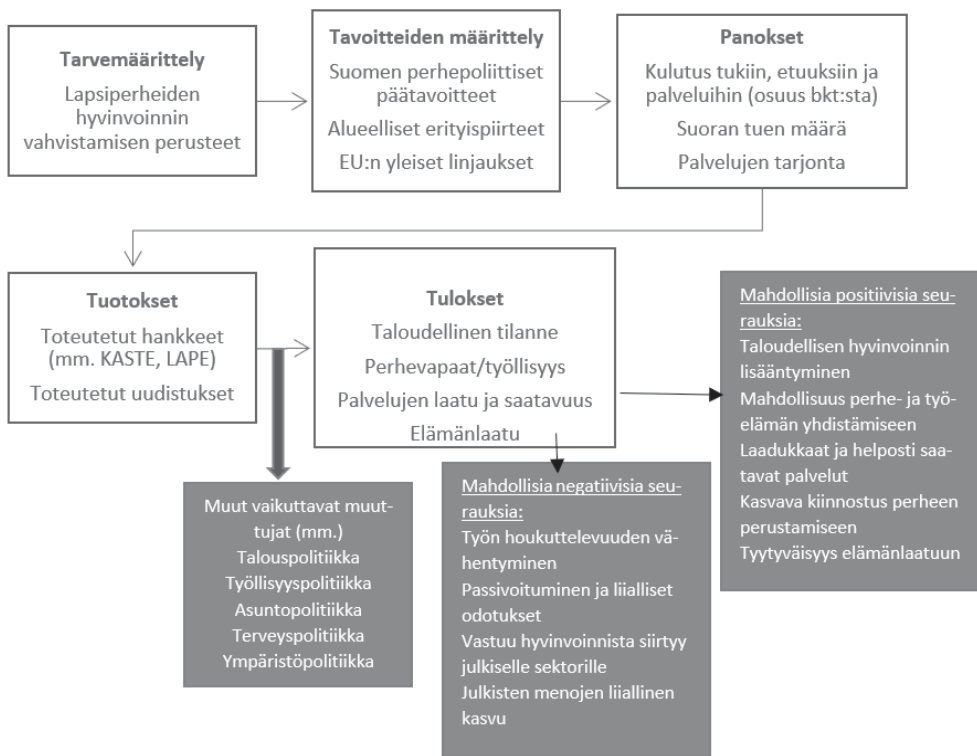 Tarvemäärittely
Lapsiperheiden
hyvinvoinnin
vahvistamisen perusteet
Tavoitteiden määrittely
Suomen perhepoliittiset
päätavoitteet
Alueelliset erityispiirteet
EU:n yleiset linjaukset
Panokset
Kulutus tukiin, etuuksiin ja
palveluihin (osuus bkt:sta)
Suoran tuen määrä
Palvelujen tarjonta
Tuotokset
Toteutetut hankkeet
(mm. KASTE, LAPE)
Toteutetut uudistukset
Tulokset
Taloudellinen tilanne
Perhevapaat/työllisyys
Palvelujen laatu ja saatavuus
Elämänlaatu
Mahdollisia positiivisia seu-
rauksia:
Taloudellisen hyvinvoinnin
lisääntyminen
Mahdollisuus perhe- ja työ-
elämän yhdistämiseen
Laadukkaat ja helposti saa-
tavat palvelut
Kasvava kiinnostus perheen
perustamiseen
Tyytyväisyys elämänlaatuun
Muut vaikuttavat muut-
tujat (mm.)
Talouspolitiikka
Työllisyyspolitiikka
Asuntopolitiikka
Terveyspolitiikka
Ympäristöpolitiikka
Mahdollisia negatiivisia seu-
rauksia:
Työn houkuttelevuuden vä-
hentyminen
Passivoituminen ja liialliset
odotukset
Vastuu hyvinvoinnista siirtyy
julkiselle sektorille
Julkisten menojen liiallinen
kasvu